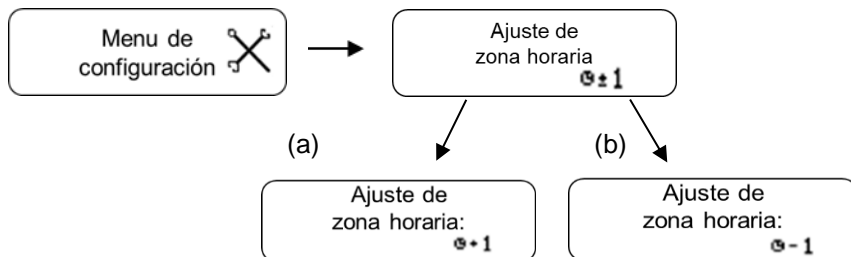 Menu de
configuración
Ajuste de
zona horaria
±1
(a)
(b)
Ajuste de
zona horaria:
+1
Ajuste de
zona horaria:
-1